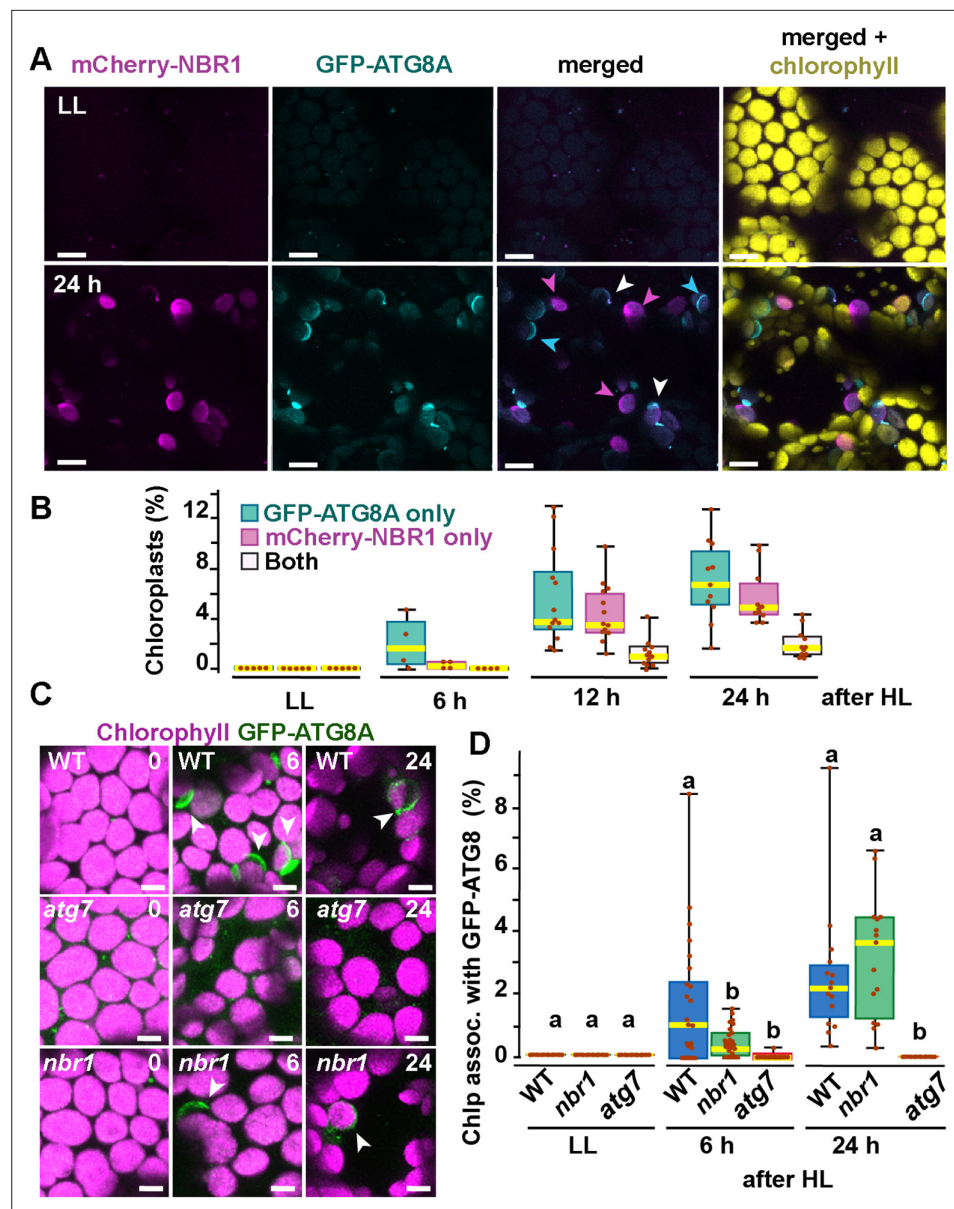 A
mCherry-NBR1 GFP-ATG8A merged merged +
chlorophyll
LL
24 h
B
Chloroplasts (%)
12
8
4
0
GFP-ATG8A only
mCherry-NBR1 only
Both
LL 6 h 12 h 24 h after HL
C
Chlorophyll GFP-ATG8A
WT 0 WT 6 WT 24
atg7 0 atg7 6 atg7 24
nbr1 0 nbr1 6 nbr1 24
D
Chlp assoc. with GFP-ATG8 (%)
8
6
4
2
0
a a a a b b a a b
WT nbr1 atg7 WT nbr1 atg7 WT nbr1 atg7
LL 6 h 24 h
after HL